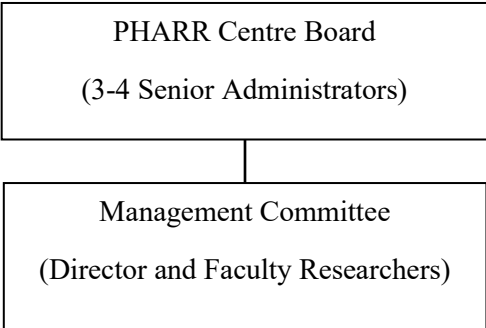 PHARR Centre Board
(3-4 Senior Administrators)
Management Committee
(Director and Faculty Researchers)